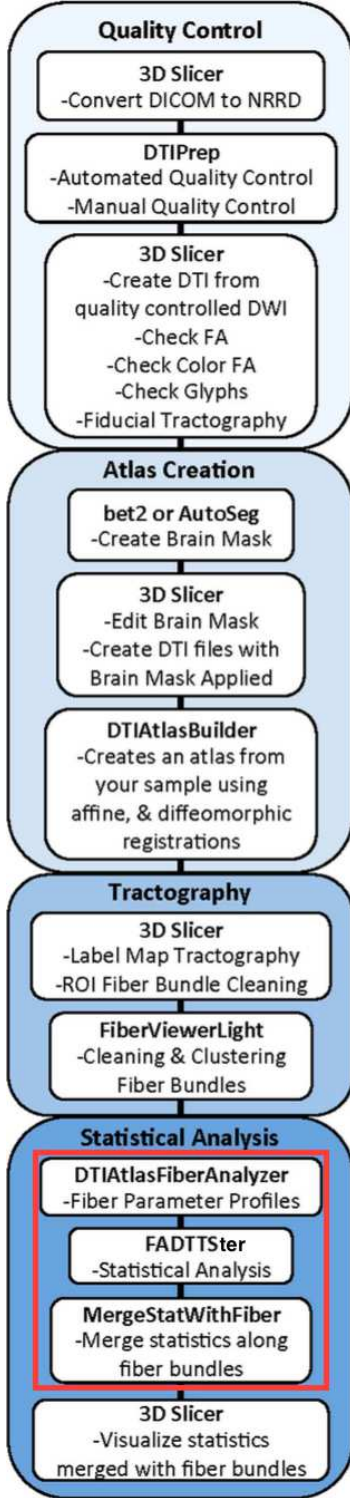 Quality Control
3D Slicer
-Convert DICOM to NRRD
DTIPrep
-Automated Quality Control
-Manual Quality Control
3D Slicer
-Create DTI from
quality controlled DWI
-Check FA
-Check Color FA
-Check Glyphs
-Fiducial Tractography
Atlas Creation
bet2 or AutoSeg
-Create Brain Mask
3D Slicer
-Edit Brain Mask
-Create DTI files with
Brain Mask Applied
DTIAtlasBuilder
-Creates an atlas from
your sample using
affine, & diffeomorphic
registrations
Tractography
3D Slicer
-Label Map Tractography
-ROI Fiber Bundle Cleaning
FiberViewerLight
-Cleaning & Clustering
Fiber Bundles
Statistical Analysis
DTIAtlasFiberAnalyzer
-Fiber Parameter Profiles
FADTTSter
-Statistical Analysis
MergeStatWithFiber
-Merge statistics along
fiber bundles
3D Slicer
-Visualize statistics
merged with fiber bundles